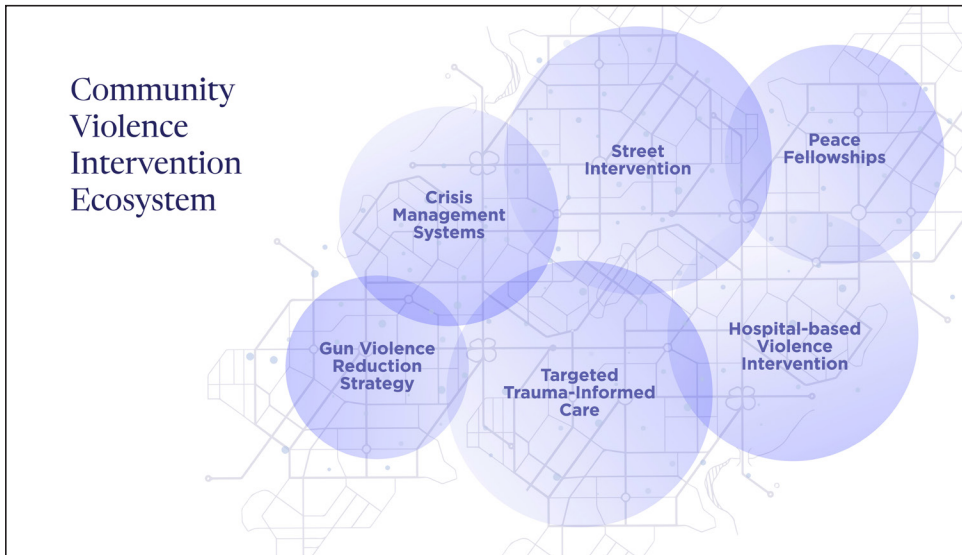 Community
Violence
Intervention
Ecosystem
Street
Intervention
Peace
Fellowships
Crisis
Management
Systems
Gun Violence
Reduction
Strategy
Targeted
Trauma-Informed
Care
Hospital-based
Violence
Intervention